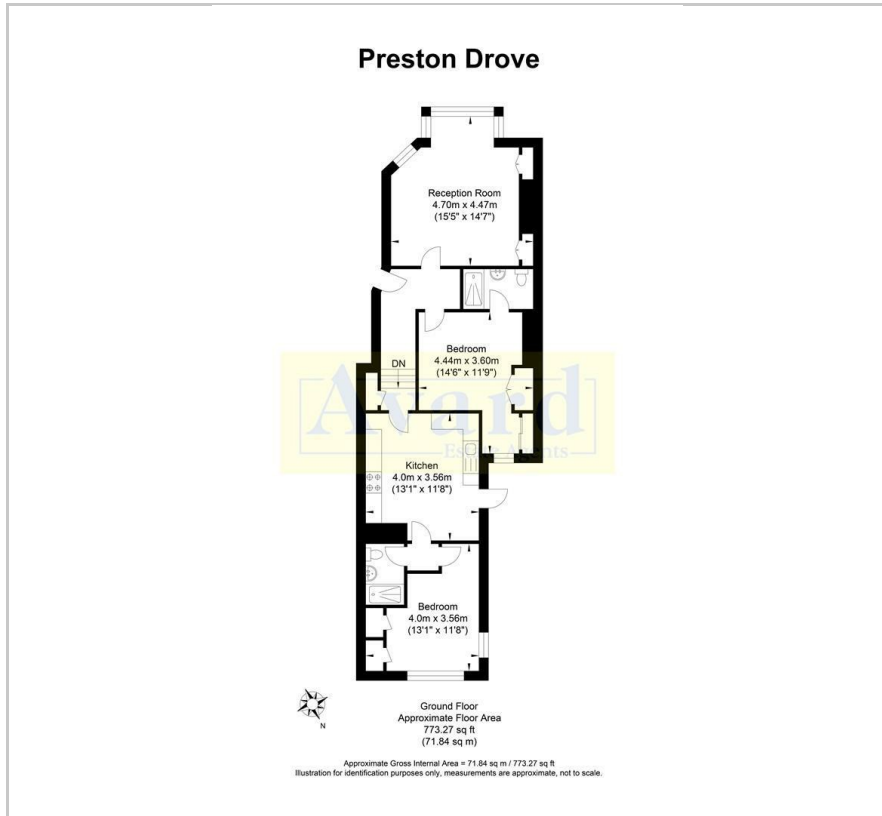 Preston Drove
Reception Room
4.70m x 4.47m
(15'5" x 14'7")
Bedroom
4.44m x 3.60m
(14'6" x 11'9")
DN
Avard
Estate Agents
Kitchen
4.0m x 3.56m
(13'1" x 11'8")
Bedroom
4.0m x 3.56m
(13'1" x 11'8")
N
Ground Floor
Approximate Floor Area
773.27 sq ft
(71.84 sq m)
Approximate Gross Internal Area = 71.84 sq m / 773.27 sq ft
Illustration for identification purposes only, measurements are approximate, not to scale.